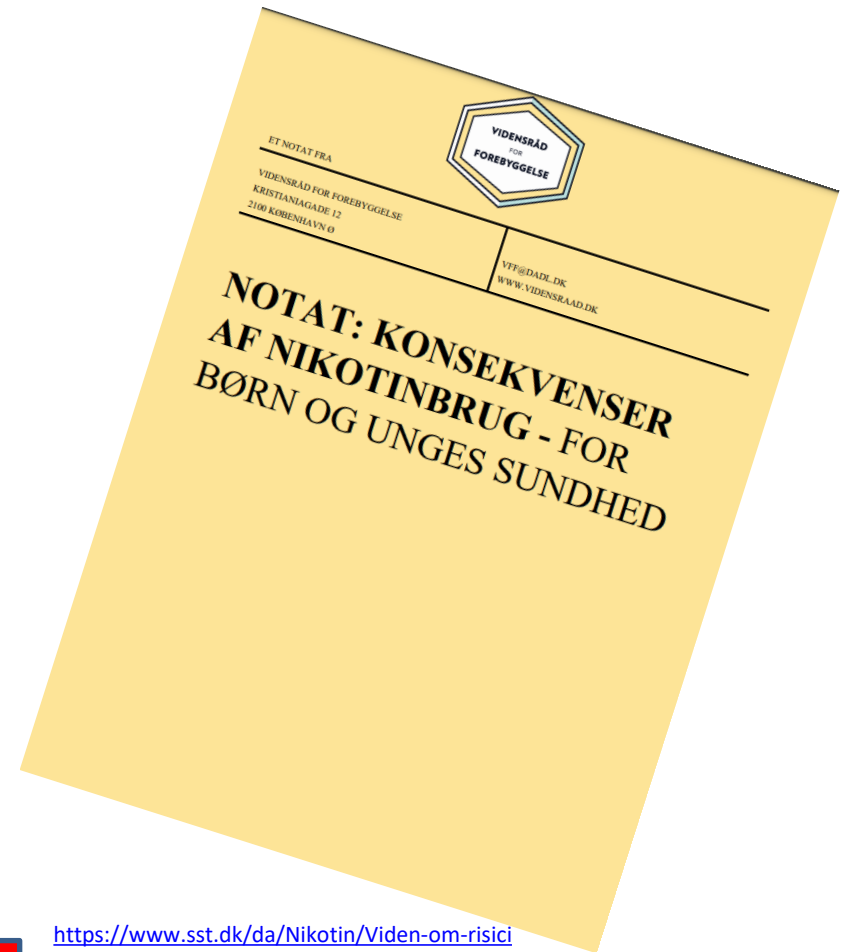 VIDENSRÅD
FOR
FOREBYGGELSE
ET NOTAT FRA
VIDENSRÅD FOR FOREBYGGELSE
KRISTIANIAGADE 12
2100 KØBENHAVN Ø
VFF@DADL.DK
WWW.VIDENSRAAD.DK
NOTAT: KONSEKVENSER
AF NIKOTINBRUG - FOR
BØRN OG UNGES SUNDHED
https://www.sst.dk/da/Nikotin/Viden-om-risici